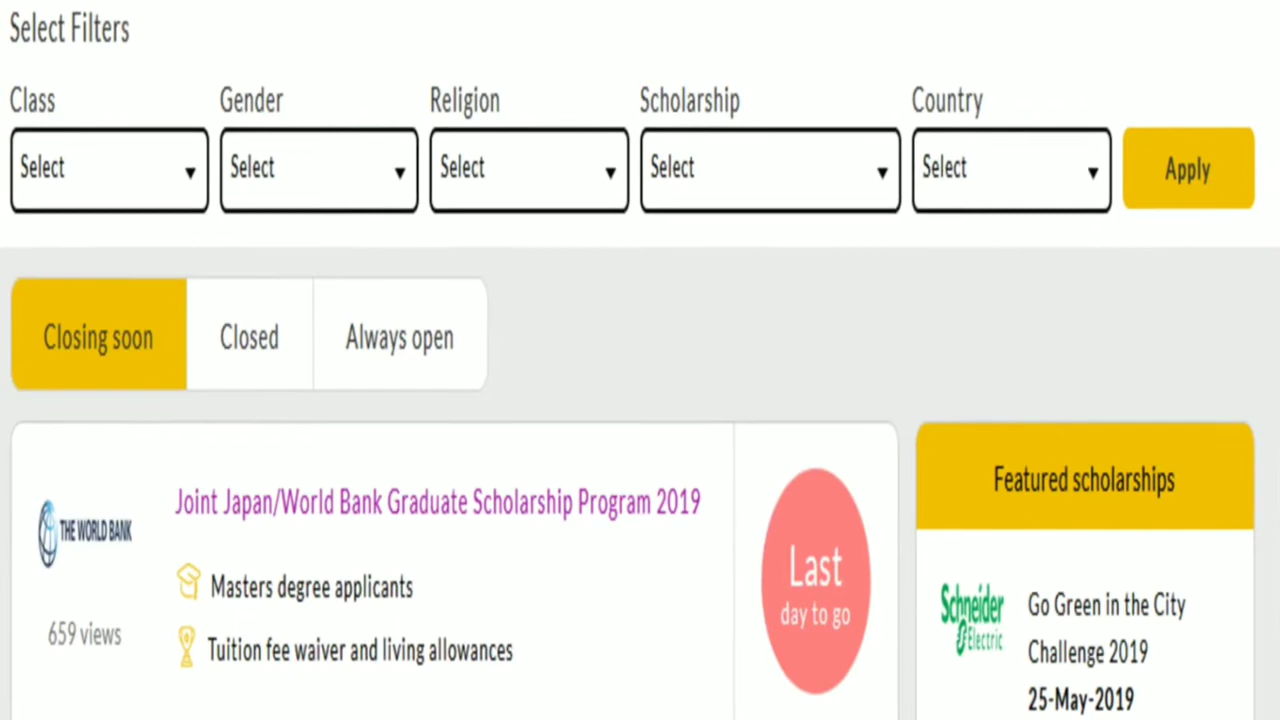 Select Filters
Class Gender Religion Scholarship Country
Select Select Select Select Select Apply
Closing soon Closed Always open
Joint Japan/World Bank Graduate Scholarship Program 2019
THE WORLD BANK
Masters degree applicants
659 views
Tuition fee waiver and living allowances
Last
day to go
Featured scholarships
Schneider
Electric
Go Green in the City
Challenge 2019
25-May-2019